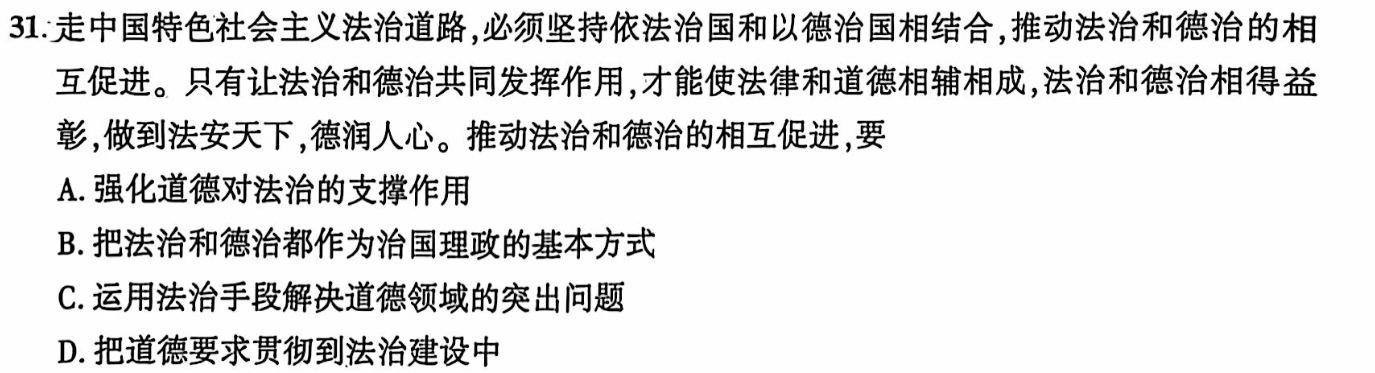 31.走中国特色社会主义法治道路,必须坚持依法治国和以德治国相结合,推动法治和德治的相
互促进。只有让法治和德治共同发挥作用,才能使法律和道德相辅相成,法治和德治相得益
彰,做到法安天下,德润人心。推动法治和德治的相互促进,要
A. 强化道德对法治的支撑作用
B. 把法治和德治都作为治国理政的基本方式
C. 运用法治手段解决道德领域的突出问题
D. 把道德要求贯彻到法治建设中